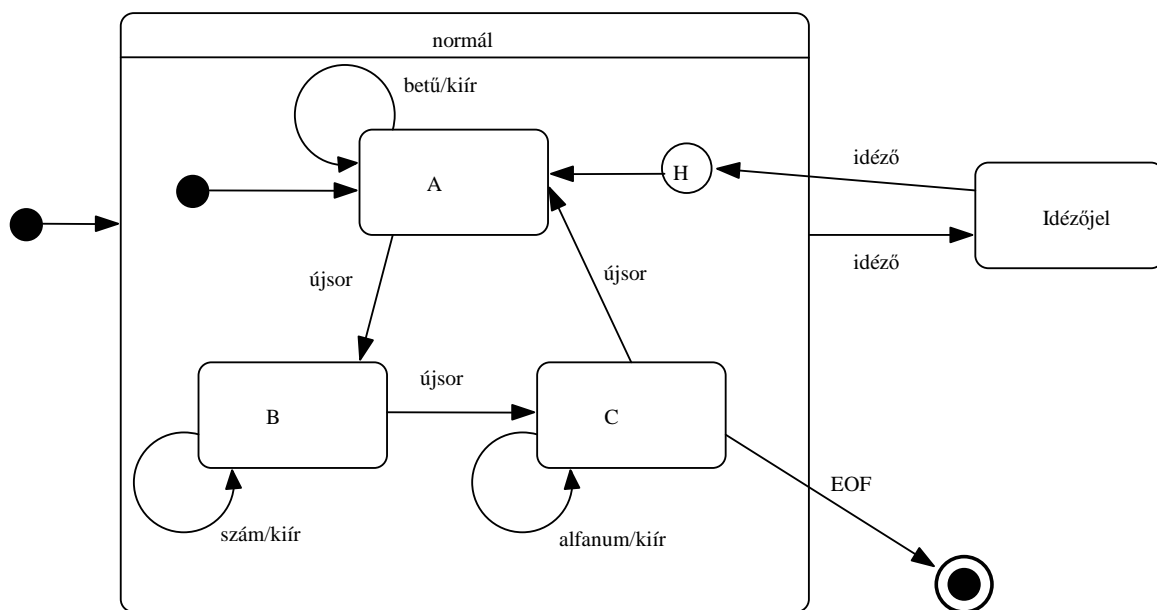 normál
betű/kiír
A
H
idéző
Idézőjel
idéző
újsor
újsor
újsor
B
C
EOF
szám/kiír
alfanum/kiír